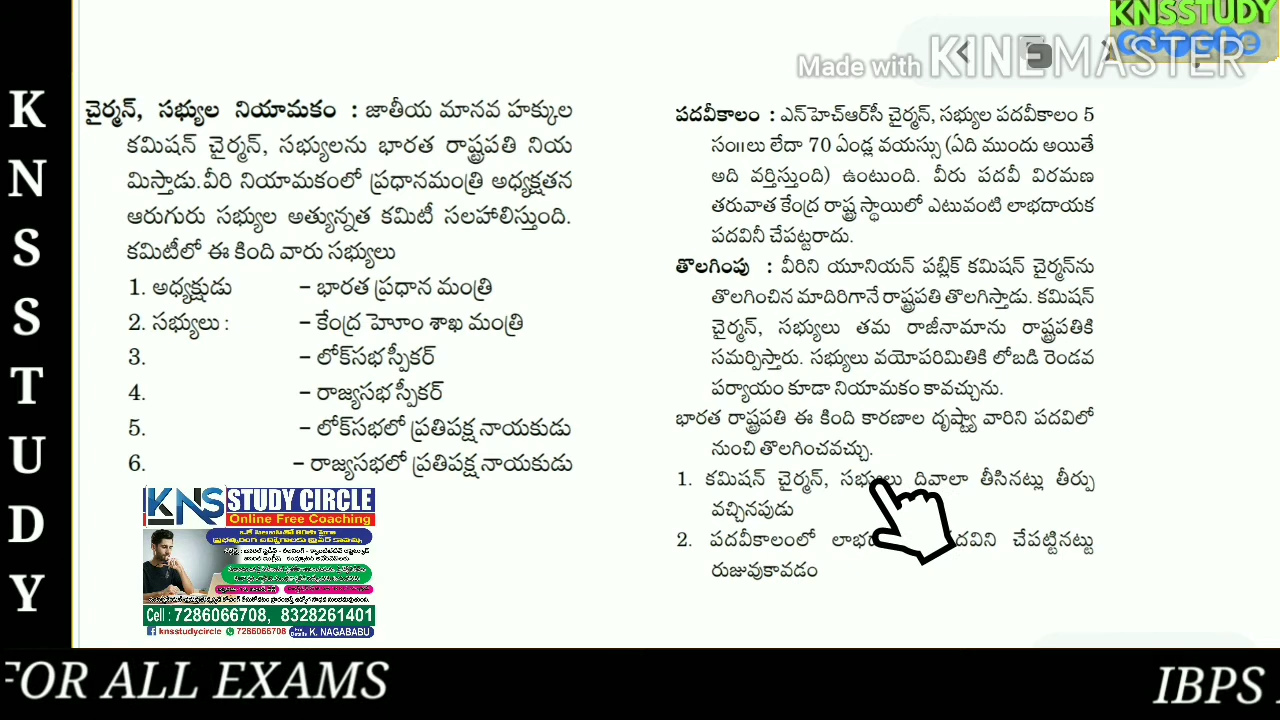 KNSSTUDY
Made with KINEMASTER
K
N
S
S
T
U
D
Y
చైర్మన్, సభ్యుల నియామకం : జాతీయ మానవ హక్కుల
కమిషన్ చైర్మన్, సభ్యులను భారత రాష్ట్రపతి నియ
మిస్తాడు.వీరి నియామకంలో ప్రధానమంత్రి అధ్యక్షతన
ఆరుగురు సభ్యుల అత్యున్నత కమిటీ సలహాలిస్తుంది.
కమిటీలో ఈ కింది వారు సభ్యులు
1. అధ్యక్షుడు – భారత ప్రధాన మంత్రి
2. సభ్యులు : – కేంద్ర హెూం శాఖ మంత్రి
3. – లోక్‌సభ స్పీకర్
4. – రాజ్యసభ స్పీకర్
5. – లోక్‌సభలో ప్రతిపక్ష నాయకుడు
6. – రాజ్యసభలో ప్రతిపక్ష నాయకుడు
KNS STUDY CIRCLE
Online Free Coaching
Cell : 7286066708, 8328261401
knsstudycircle 7286066708 K. NAGABABU
పదవీకాలం : ఎన్‌హెచ్‌ఆర్‌సీ చైర్మన్, సభ్యుల పదవీకాలం 5
సంııలు లేదా 70 ఏండ్ల వయస్సు (ఏది ముందు అయితే
అది వర్తిస్తుంది) ఉంటుంది. వీరు పదవీ విరమణ
తరువాత కేంద్ర రాష్ట్ర స్థాయిలో ఎటువంటి లాభదాయక
పదవినీ చేపట్టరాదు.
తొలగింపు : వీరిని యూనియన్ పబ్లిక్ కమిషన్ చైర్మన్‌ను
తొలగించిన మాదిరిగానే రాష్ట్రపతి తొలగిస్తాడు. కమిషన్
చైర్మన్, సభ్యులు తమ రాజీనామాను రాష్ట్రపతికి
సమర్పిస్తారు. సభ్యులు వయోపరిమితికి లోబడి రెండవ
పర్యాయం కూడా నియామకం కావచ్చును.
భారత రాష్ట్రపతి ఈ కింది కారణాల దృష్ట్యా వారిని పదవిలో
నుంచి తొలగించవచ్చు.
1. కమిషన్ చైర్మన్, సభ్యులు దివాలా తీసినట్లు తీర్పు
వచ్చినపుడు
2. పదవీకాలంలో చేపట్టినట్టు
రుజువుకావడం
FOR ALL EXAMS
IBPS